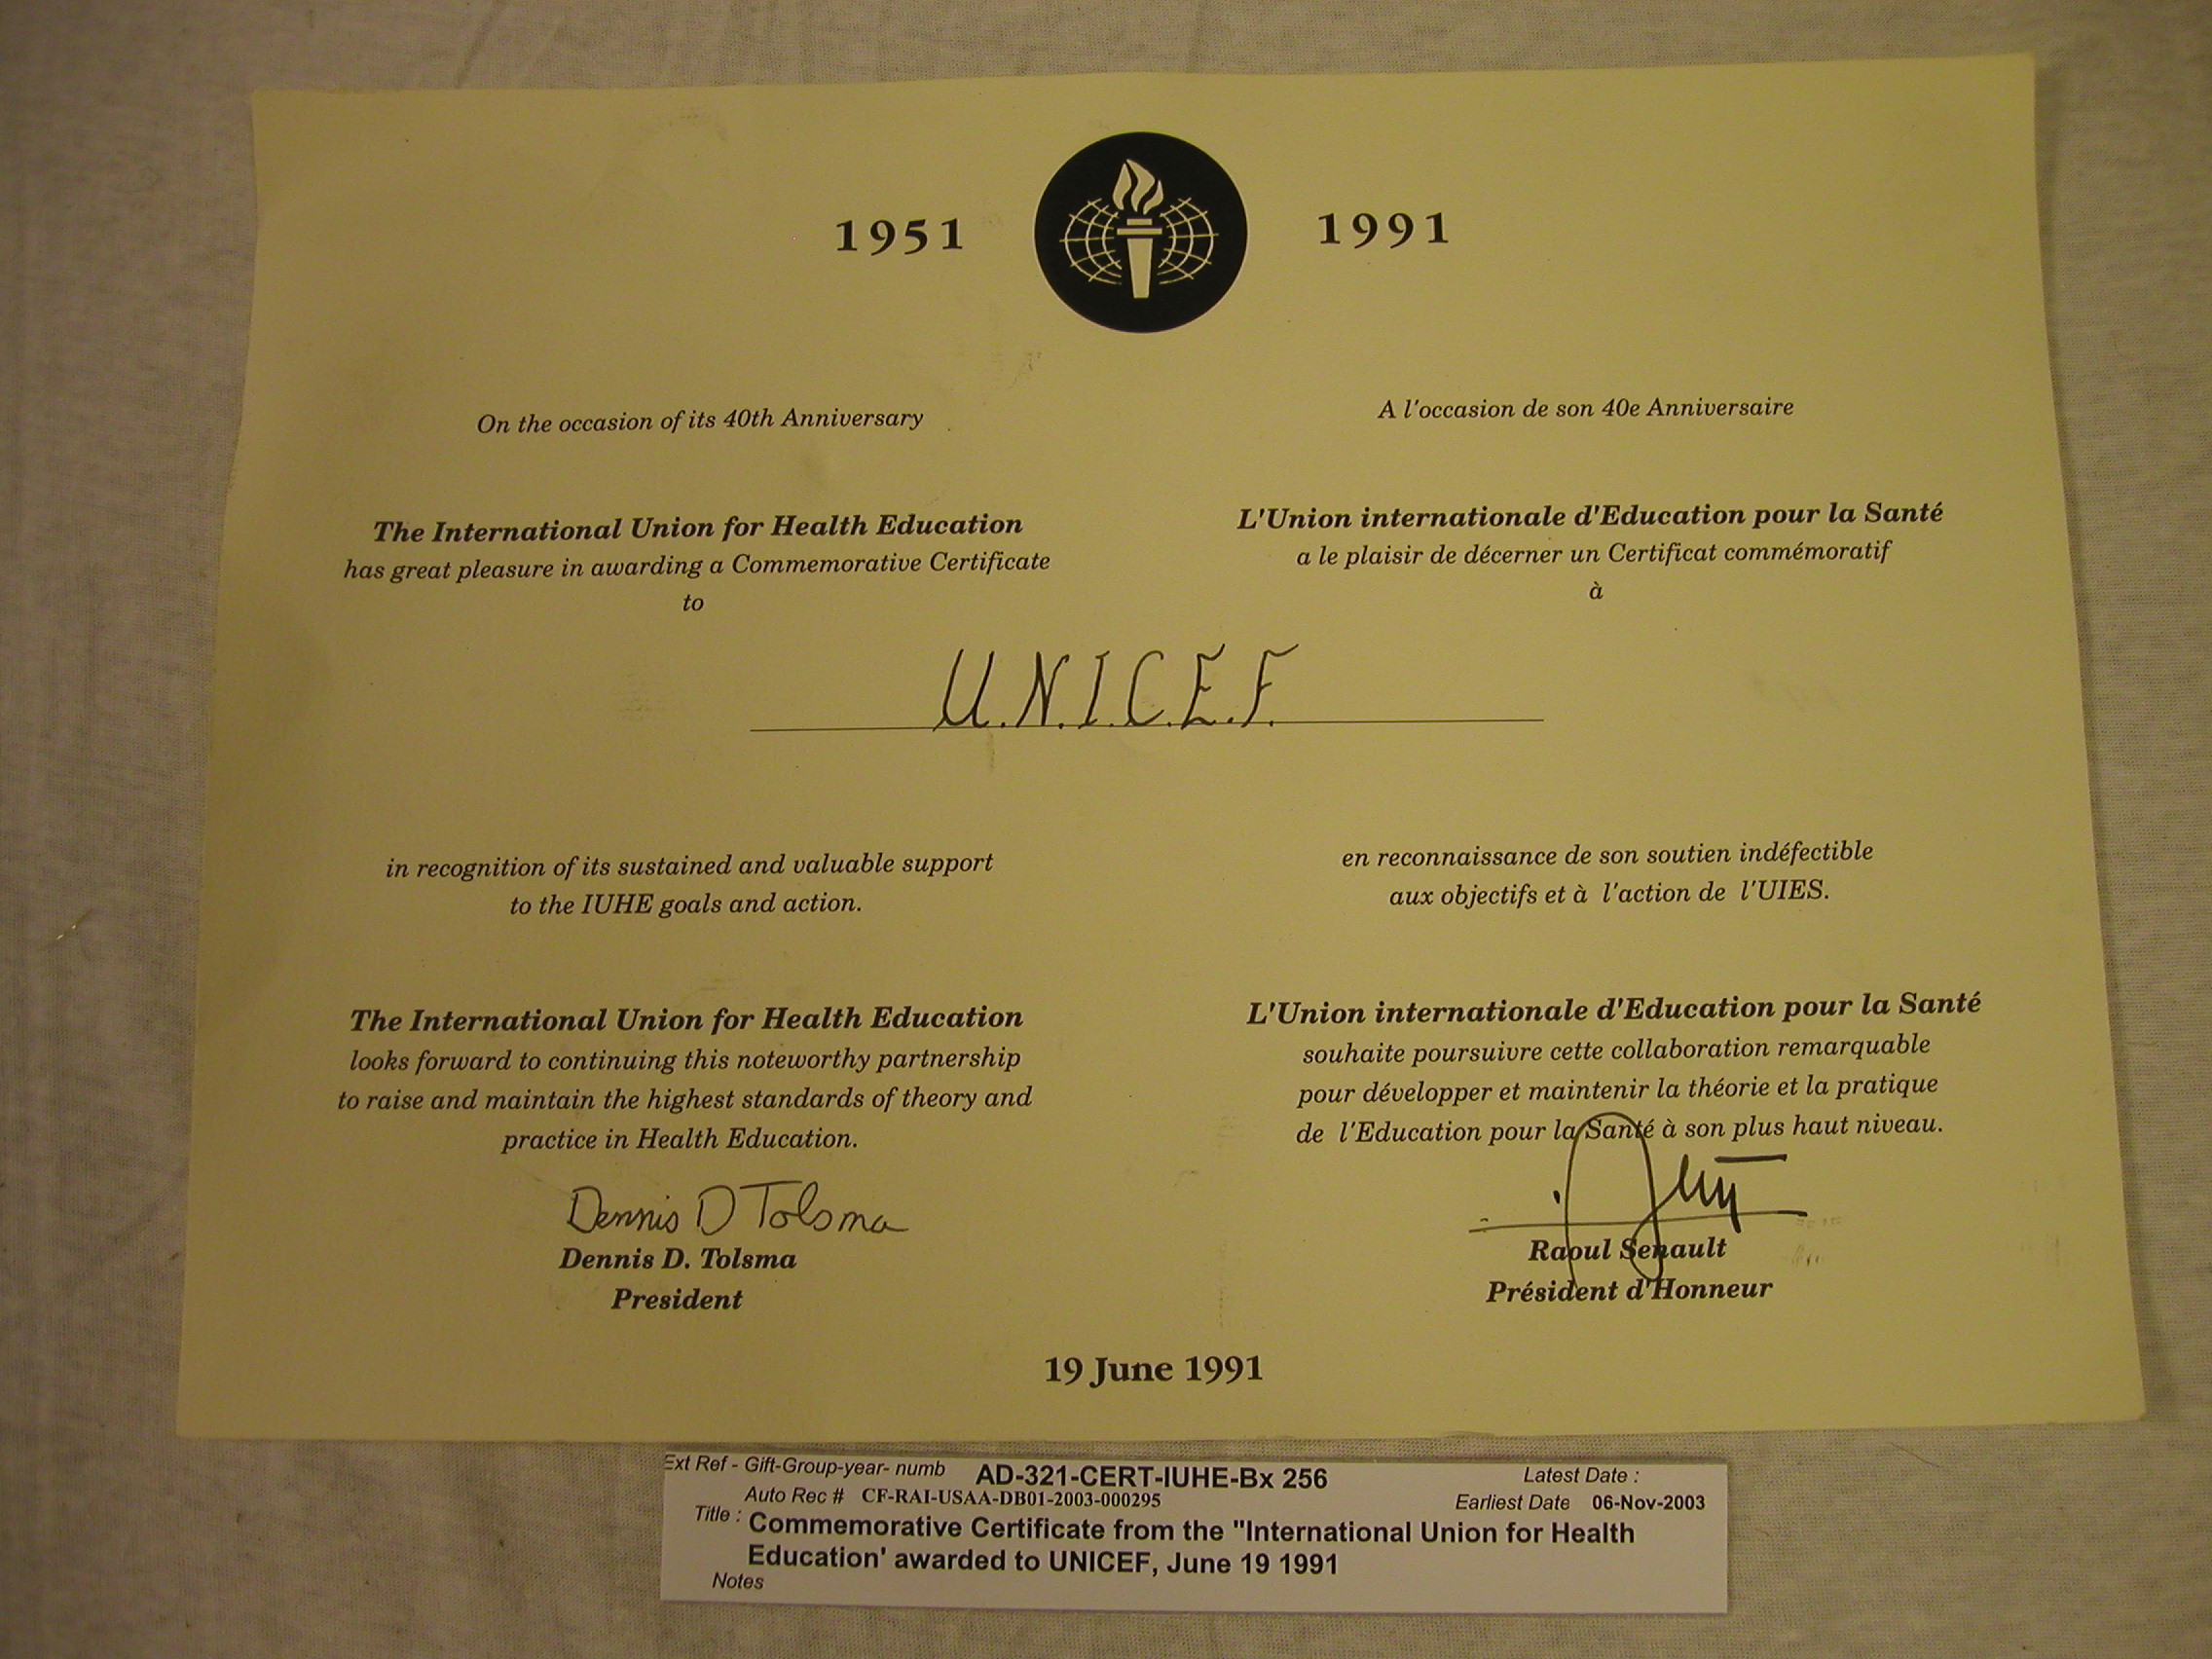 1951
1991
On the occasion of its 40th Anniversary
The International Union for Health Education
has great pleasure in awarding a Commemorative Certificate
to
A l'occasion de son 40e Anniversaire
L'Union internationale d'Education pour la Santé
a le plaisir de décerner un Certificat commémoratif
à
U.N.I.C.E.F.
in recognition of its sustained and valuable support
to the IUHE goals and action.
en reconnaissance de son soutien indéfectible
aux objectifs et à l'action de l'UIES.
The International Union for Health Education
looks forward to continuing this noteworthy partnership
to raise and maintain the highest standards of theory and
practice in Health Education.
Dennis D Tolsma
Dennis D. Tolsma
President
L'Union internationale d'Education pour la Santé
souhaite poursuivre cette collaboration remarquable
pour développer et maintenir la théorie et la pratique
de l'Education pour la Santé à son plus haut niveau.
Raoul Senault
Président d'Honneur
19 June 1991
Ext Ref - Gift-Group-year- numb AD-321-CERT-IUHE-Bx 256 Latest Date :
Auto Rec # CF-RAI-USAA-DB01-2003-000295 Earliest Date 06-Nov-2003
Title : Commemorative Certificate from the "International Union for Health
Education' awarded to UNICEF, June 19 1991
Notes